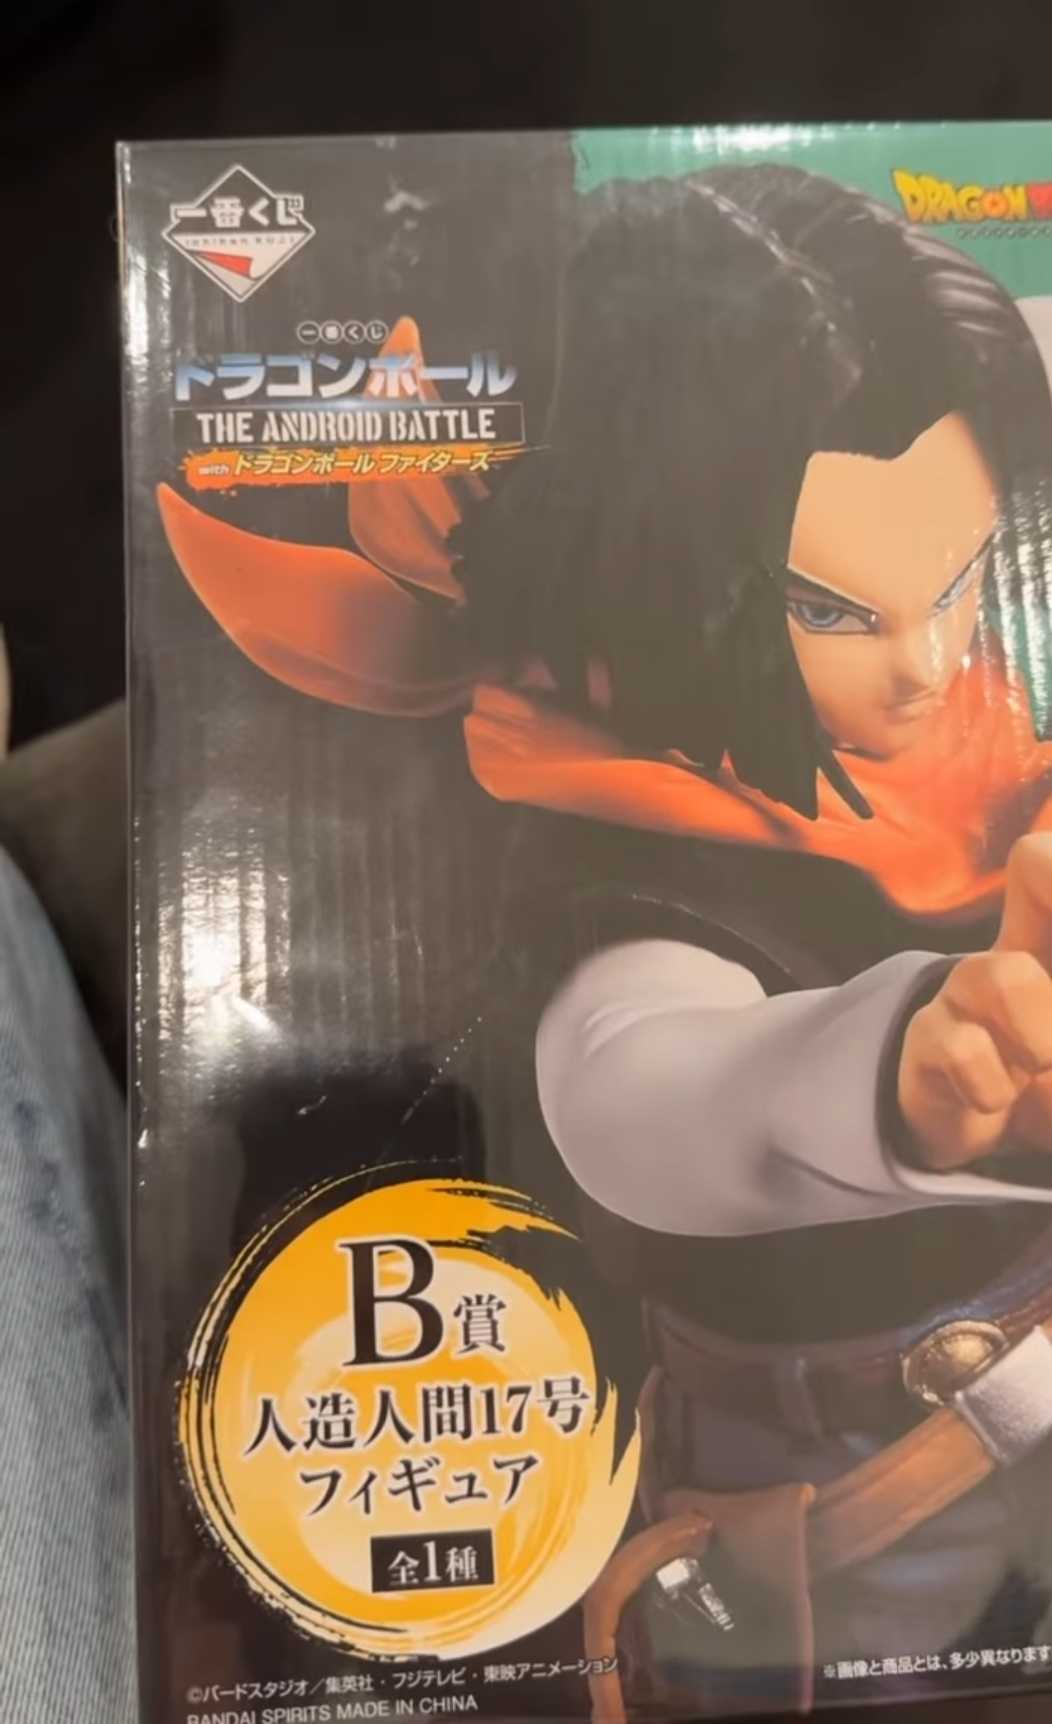 一番くじ
ICHIBAN KUJI
一番くじ
ドラゴンボール
THE ANDROID BATTLE
with ドラゴンボール ファイターズ
DRAGON
B賞
人造人間17号
フィギュア
全1種
※画像と商品とは、多少異なります
©バードスタジオ／集英社・フジテレビ・東映アニメーション
BANDAI SPIRITS MADE IN CHINA